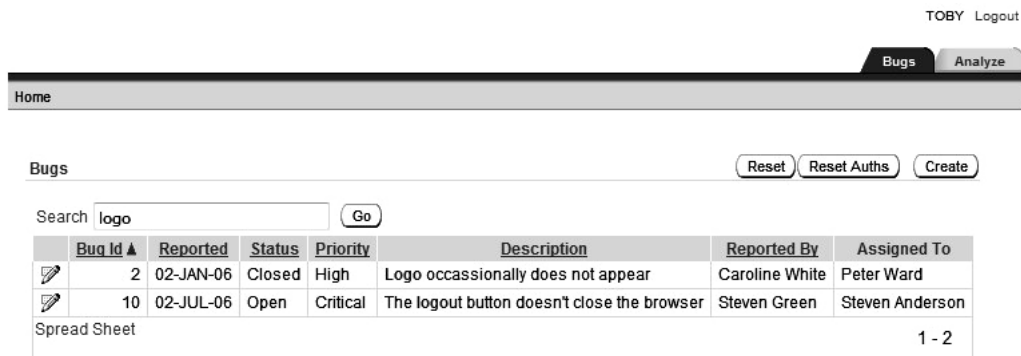 TOBY Logout
Bugs Analyze
Home
Bugs Reset Reset Auths Create
Search logo Go
Bug Id ▲ Reported Status Priority Description Reported By Assigned To
2 02-JAN-06 Closed High Logo occassionally does not appear Caroline White Peter Ward
10 02-JUL-06 Open Critical The logout button doesn't close the browser Steven Green Steven Anderson
Spread Sheet
1 - 2